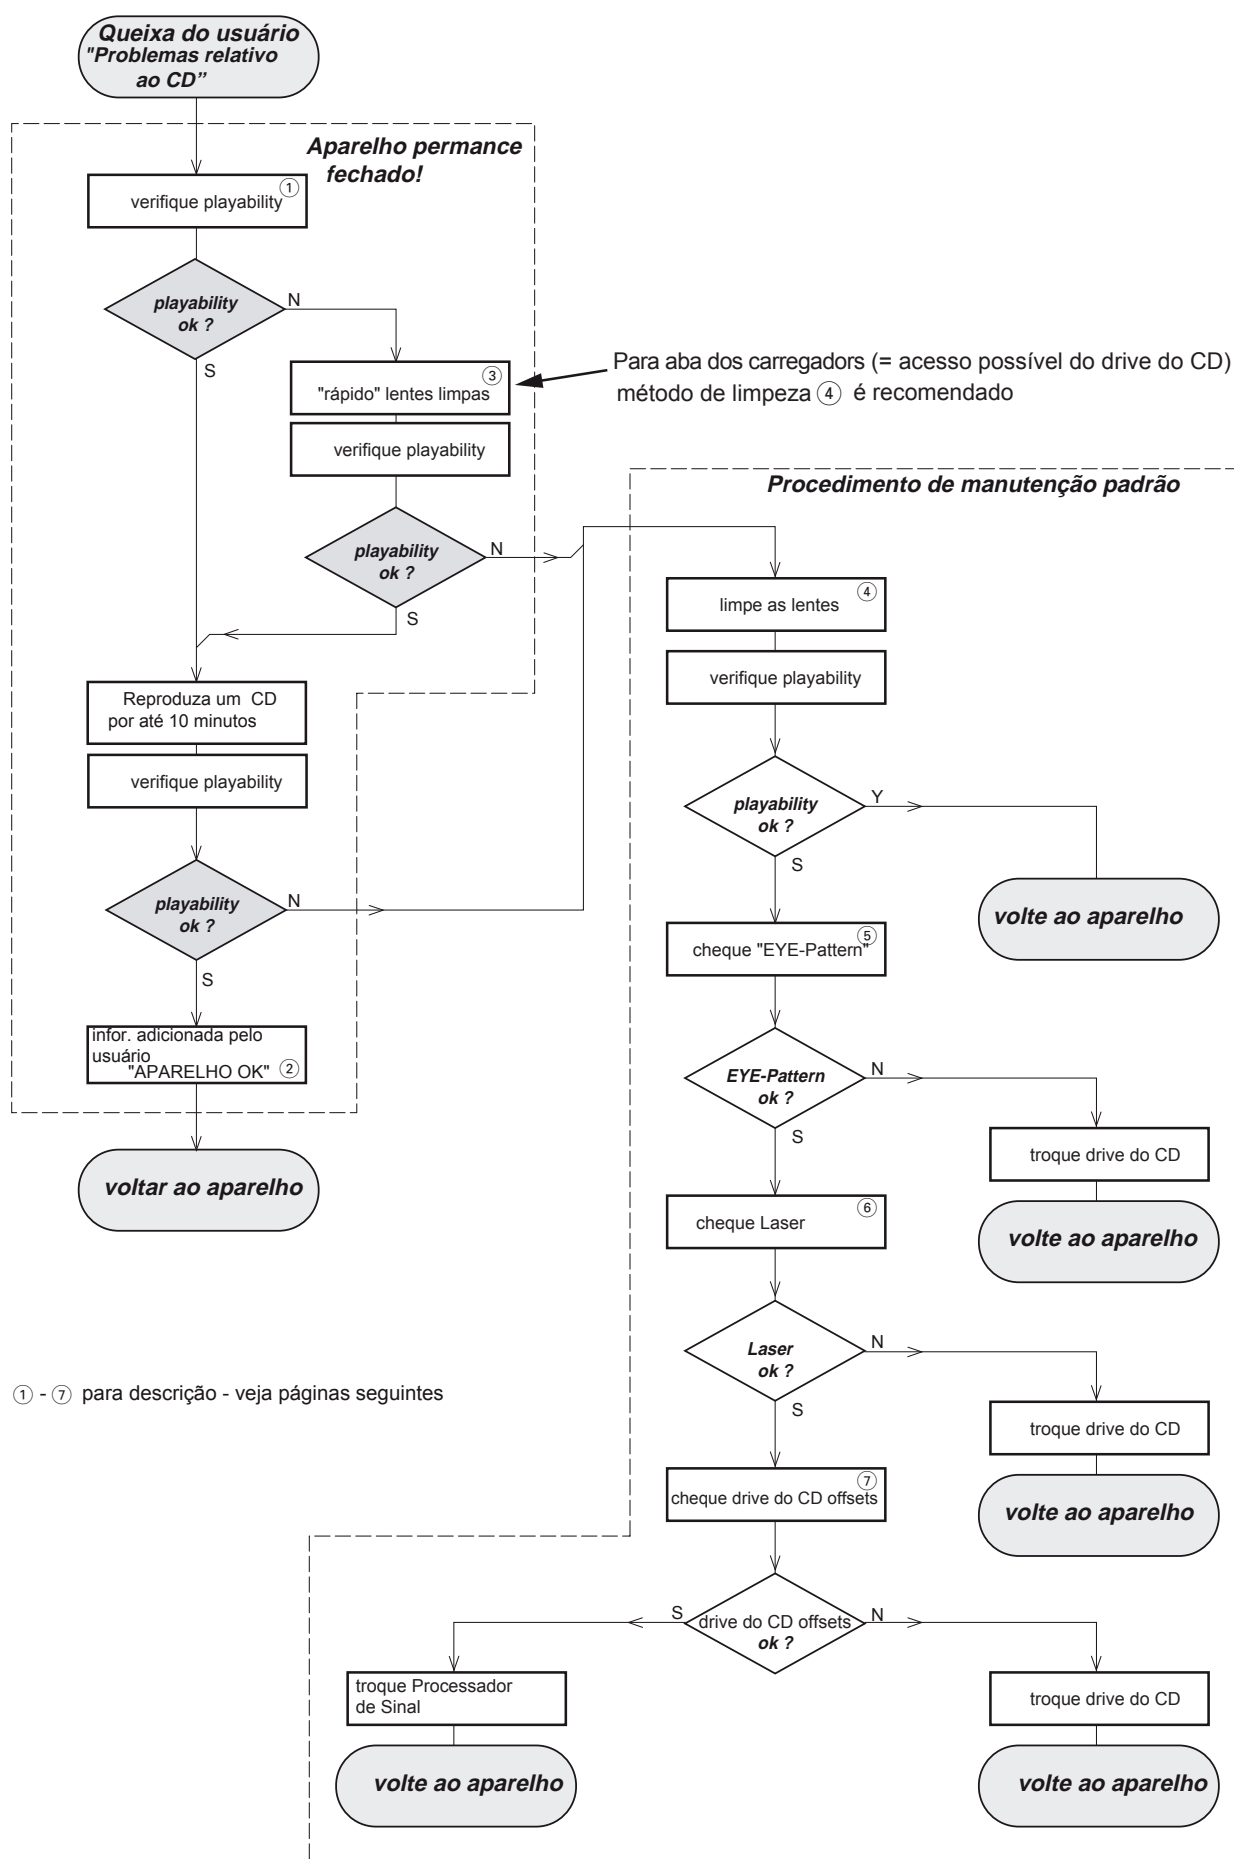 Queixa do usuário
"Problemas relativo
ao CD”
Aparelho permance
fechado!
1
verifique playability
playability
ok ?
N
S
3
"rápido" lentes limpas
Para aba dos carregadors (= acesso possível do drive do CD)
método de limpeza 4 é recomendado
verifique playability
playability
ok ?
N
S
Reproduza um CD
por até 10 minutos
verifique playability
playability
ok ?
N
S
infor. adicionada pelo
usuário
"APARELHO OK" 2
voltar ao aparelho
Procedimento de manutenção padrão
4
limpe as lentes
verifique playability
playability
ok ?
Y
S
volte ao aparelho
5
cheque "EYE-Pattern"
EYE-Pattern
ok ?
N
S
troque drive do CD
volte ao aparelho
6
cheque Laser
Laser
ok ?
N
S
troque drive do CD
volte ao aparelho
1 - 7 para descrição - veja páginas seguintes
7
cheque drive do CD offsets
drive do CD offsets
ok ?
S
N
troque Processador
de Sinal
volte ao aparelho
troque drive do CD
volte ao aparelho